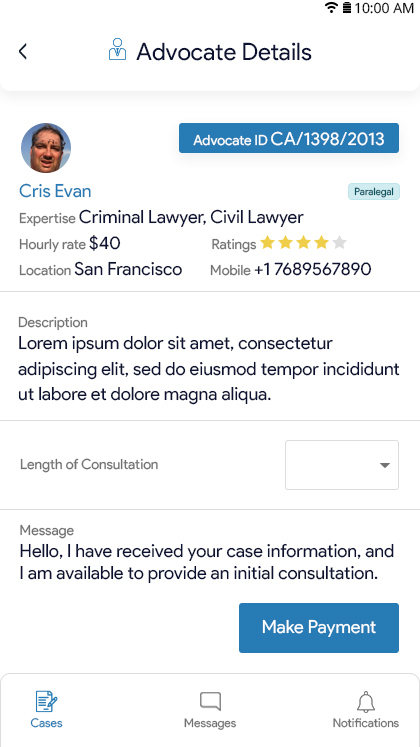 10:00 AM
Advocate Details
Advocate ID CA/1398/2013
Cris Evan
Paralegal
Expertise Criminal Lawyer, Civil Lawyer
Hourly rate $40 Ratings
Location San Francisco Mobile +1 7689567890
Description
Lorem ipsum dolor sit amet, consectetur
adipiscing elit, sed do eiusmod tempor incididunt
ut labore et dolore magna aliqua.
Length of Consultation
Message
Hello, I have received your case information, and
I am available to provide an initial consultation.
Make Payment
Cases Messages Notifications